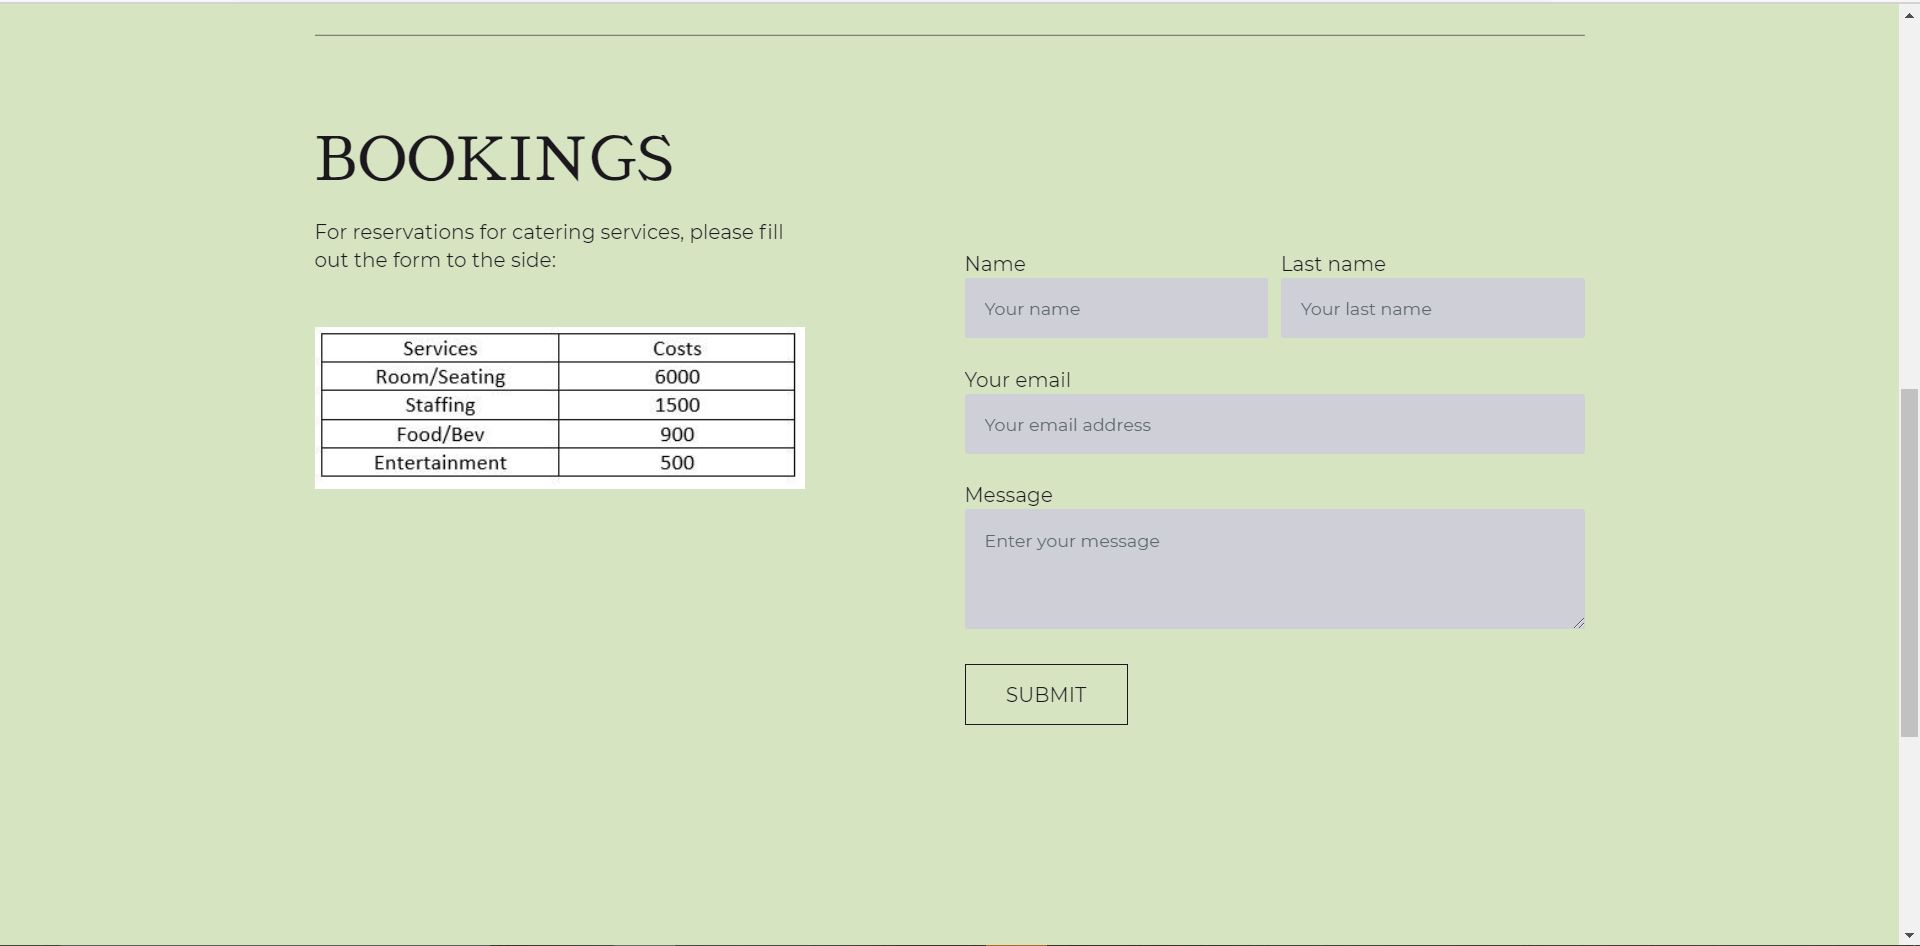 BOOKINGS
For reservations for catering services, please fill
out the form to the side:
Services Costs
Room/Seating 6000
Staffing 1500
Food/Bev 900
Entertainment 500
Name Last name
Your name Your last name
Your email
Your email address
Message
Enter your message
SUBMIT